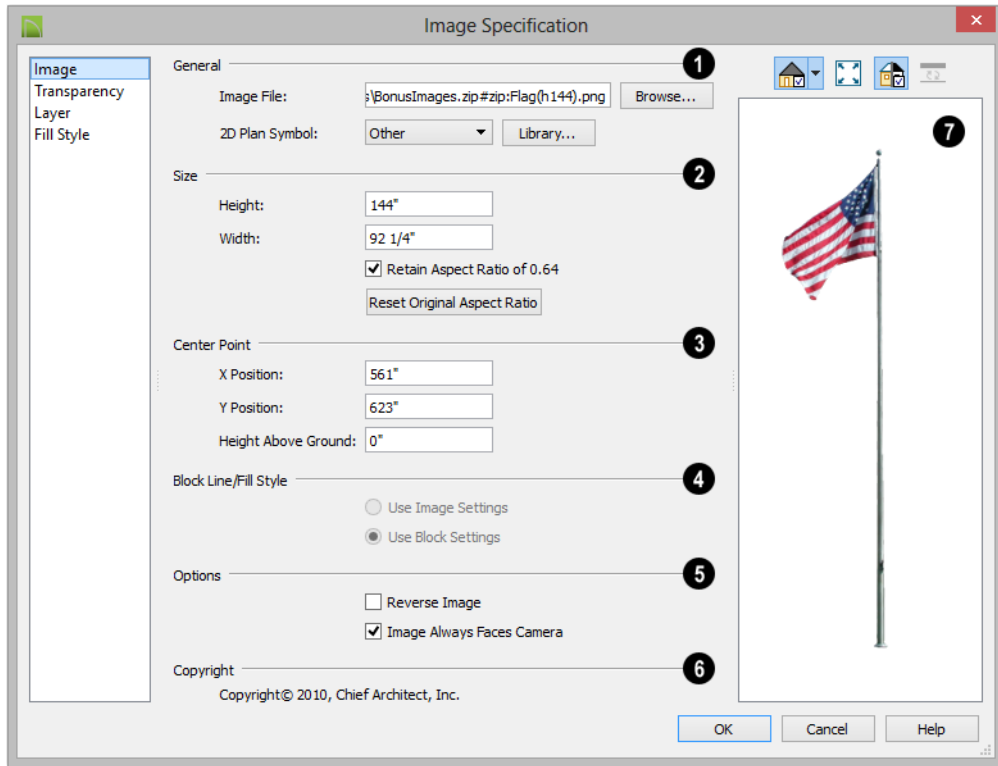 Image Specification
Image
Transparency
Layer
Fill Style
General
1
Image File:
s\BonusImages.zip#zip:Flag(h144).png
Browse...
2D Plan Symbol:
Other
Library...
Size
2
Height:
144"
Width:
92 1/4"
Retain Aspect Ratio of 0.64
Reset Original Aspect Ratio
Center Point
3
X Position:
561"
Y Position:
623"
Height Above Ground:
0"
Block Line/Fill Style
4
Use Image Settings
Use Block Settings
Options
5
Reverse Image
Image Always Faces Camera
Copyright
6
Copyright© 2010, Chief Architect, Inc.
7
OK
Cancel
Help